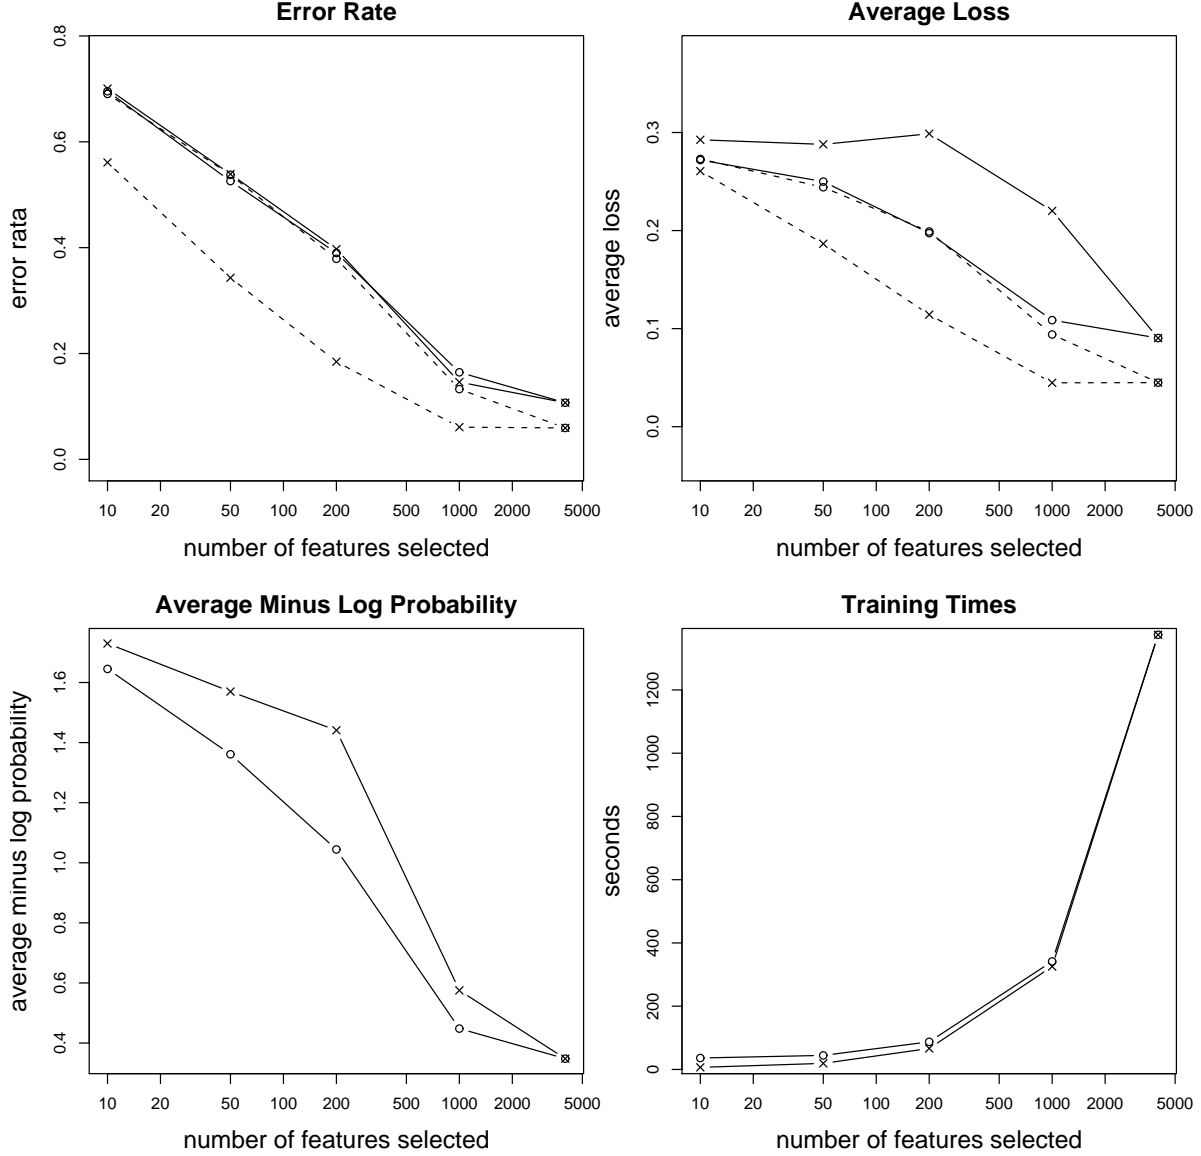 Error Rate
error rata
0.0 0.2 0.4 0.6 0.8
10 20 50 100 200 500 1000 2000 5000
number of features selected
Average Loss
average loss
0.0 0.1 0.2 0.3
10 20 50 100 200 500 1000 2000 5000
number of features selected
Average Minus Log Probability
average minus log probability
0.4 0.6 0.8 1.0 1.2 1.4 1.6
10 20 50 100 200 500 1000 2000 5000
number of features selected
Training Times
seconds
0 200 400 600 800 1000 1200
10 20 50 100 200 500 1000 2000 5000
number of features selected